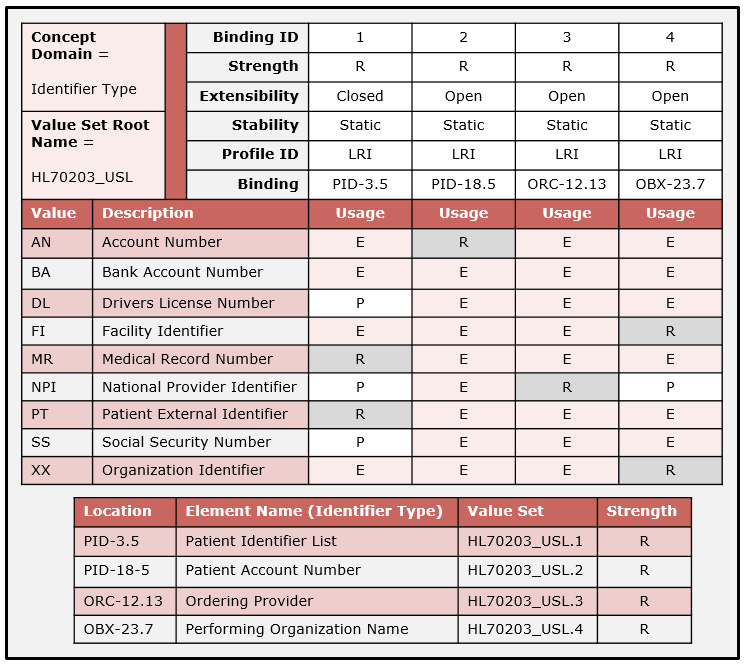 Concept Domain =
Identifier Type
Value Set Root Name =
HL70203_USL
Binding ID 1 2 3 4
Strength R R R R
Extensibility Closed Open Open Open
Stability Static Static Static Static
Profile ID LRI LRI LRI LRI
Binding PID-3.5 PID-18.5 ORC-12.13 OBX-23.7
Value Description Usage Usage Usage Usage
AN Account Number E R E E
BA Bank Account Number E E E E
DL Drivers License Number P E E E
FI Facility Identifier E E E R
MR Medical Record Number R E E E
NPI National Provider Identifier P E R P
PT Patient External Identifier R E E E
SS Social Security Number P E E E
XX Organization Identifier E E E R
Location Element Name (Identifier Type) Value Set Strength
PID-3.5 Patient Identifier List HL70203_USL.1 R
PID-18-5 Patient Account Number HL70203_USL.2 R
ORC-12.13 Ordering Provider HL70203_USL.3 R
OBX-23.7 Performing Organization Name HL70203_USL.4 R